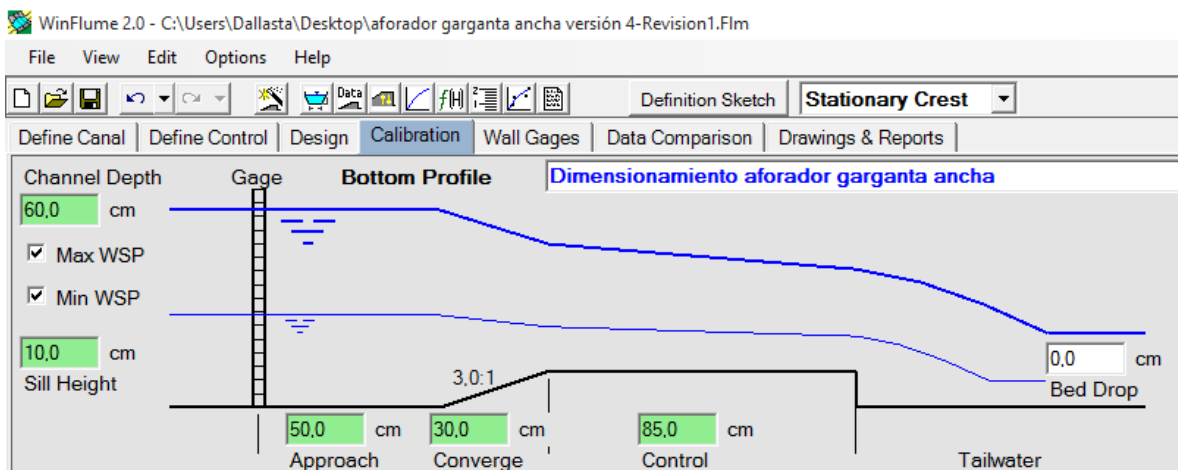 WinFlume 2.0 - C:\Users\Dallasta\Desktop\aforador garganta ancha versión 4-Revision1.Flm
File View Edit Options Help
Data f(H) Definition Sketch Stationary Crest
Define Canal Define Control Design Calibration Wall Gages Data Comparison Drawings & Reports
Channel Depth Gage Bottom Profile Dimensionamiento aforador garganta ancha
60,0 cm
Max WSP
Min WSP
10,0 cm 0,0 cm
Sill Height 3,0:1 Bed Drop
50,0 cm 30,0 cm 85,0 cm
Approach Converge Control Tailwater